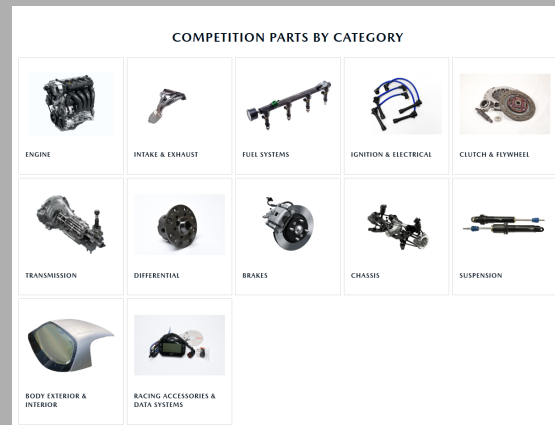 COMPETITION PARTS BY CATEGORY
ENGINE
INTAKE & EXHAUST
FUEL SYSTEMS
IGNITION & ELECTRICAL
CLUTCH & FLYWHEEL
TRANSMISSION
DIFFERENTIAL
BRAKES
CHASSIS
SUSPENSION
BODY EXTERIOR &
INTERIOR
RACING ACCESSORIES &
DATA SYSTEMS